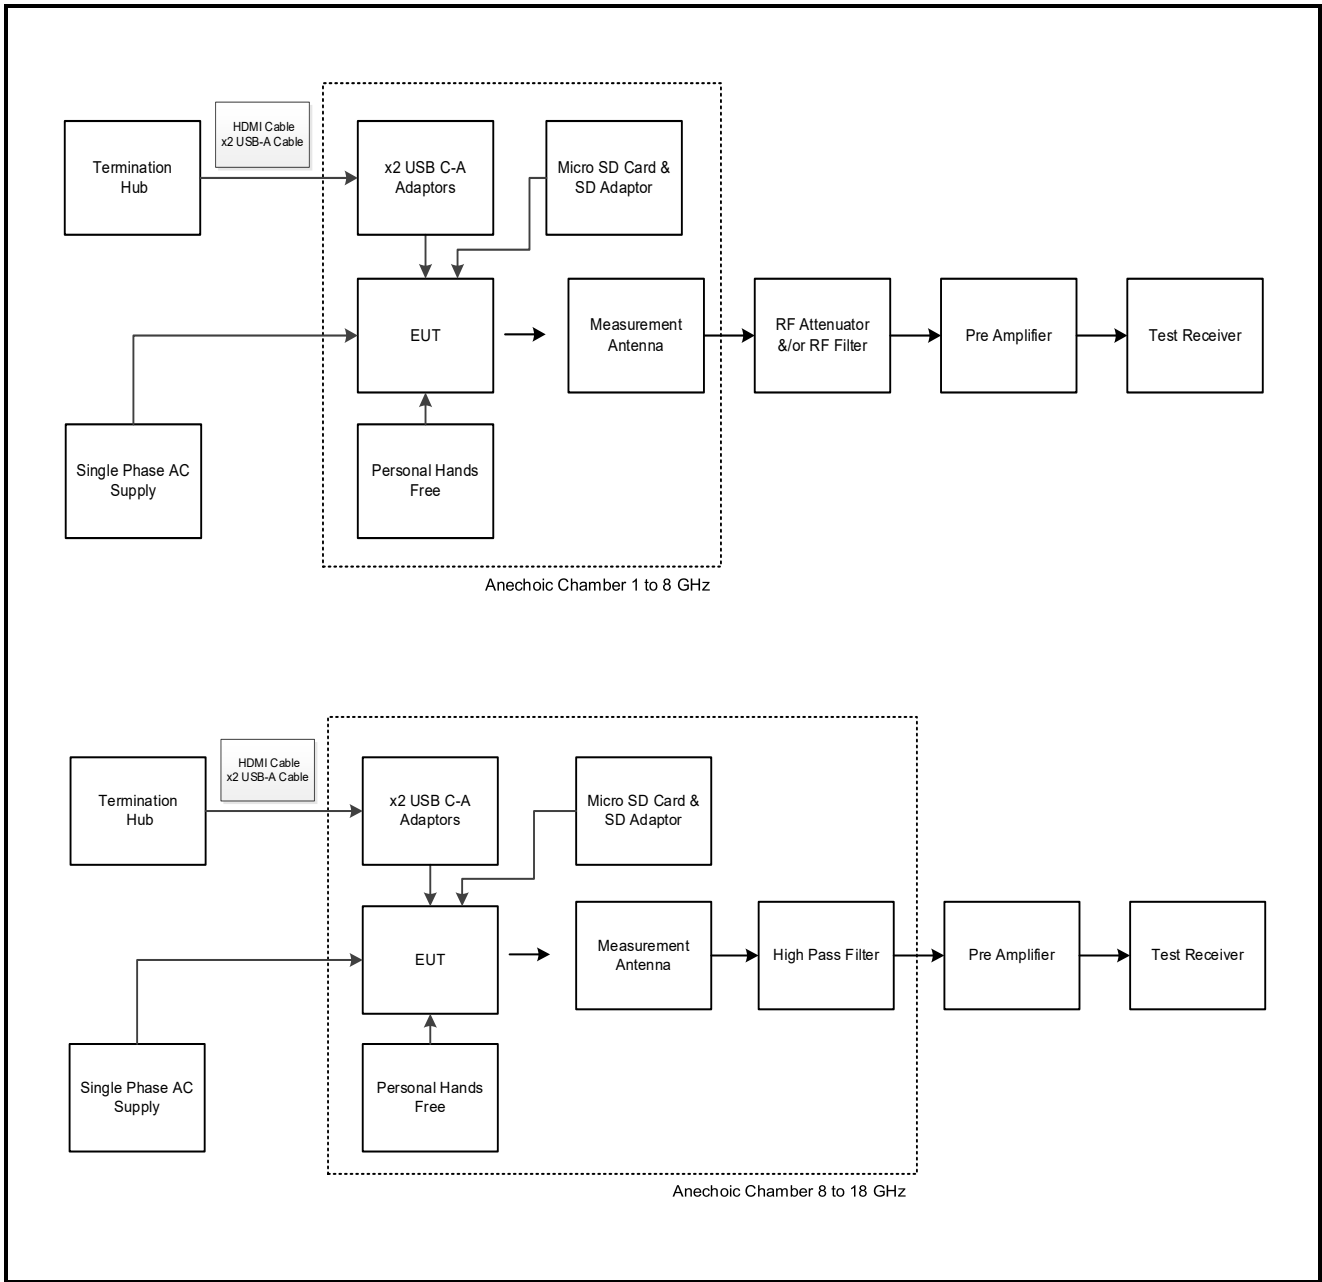 HDMI Cable
x2 USB-A Cable
Termination
Hub
x2 USB C-A
Adaptors
Micro SD Card &
SD Adaptor
EUT
Measurement
Antenna
RF Attenuator
&/or RF Filter
Pre Amplifier
Test Receiver
Single Phase AC
Supply
Personal Hands
Free
Anechoic Chamber 1 to 8 GHz
HDMI Cable
x2 USB-A Cable
Termination
Hub
x2 USB C-A
Adaptors
Micro SD Card &
SD Adaptor
EUT
Measurement
Antenna
High Pass Filter
Pre Amplifier
Test Receiver
Single Phase AC
Supply
Personal Hands
Free
Anechoic Chamber 8 to 18 GHz